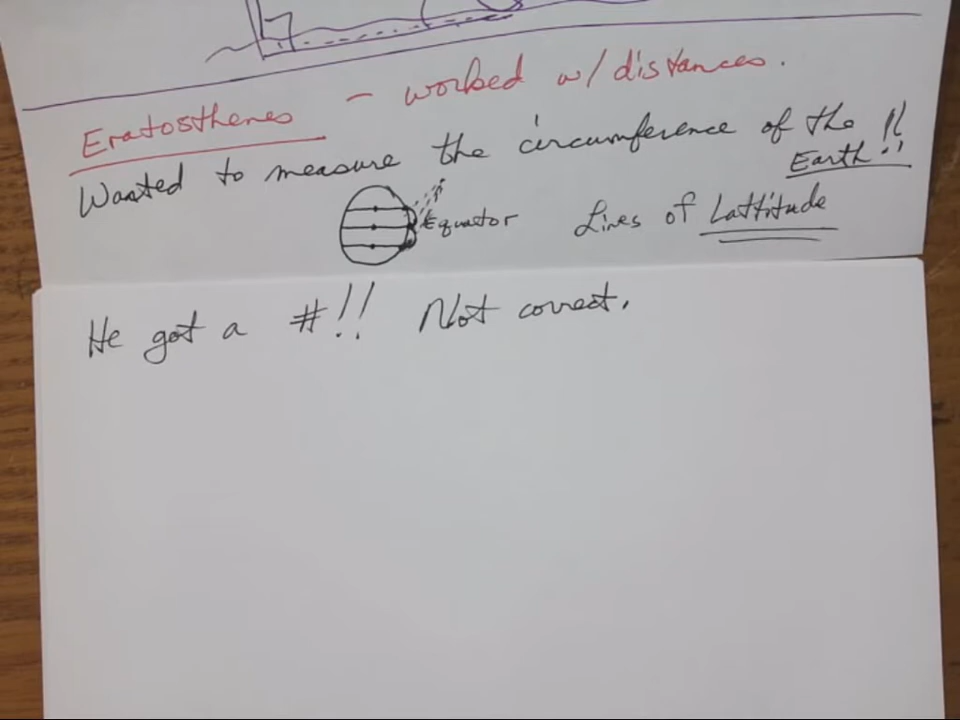 Eratosthenes - worked w/ distances.
Wanted to measure the circumference of the !!
Earth!!
Equator Lines of Lattitude
He got a #!! Not correct.